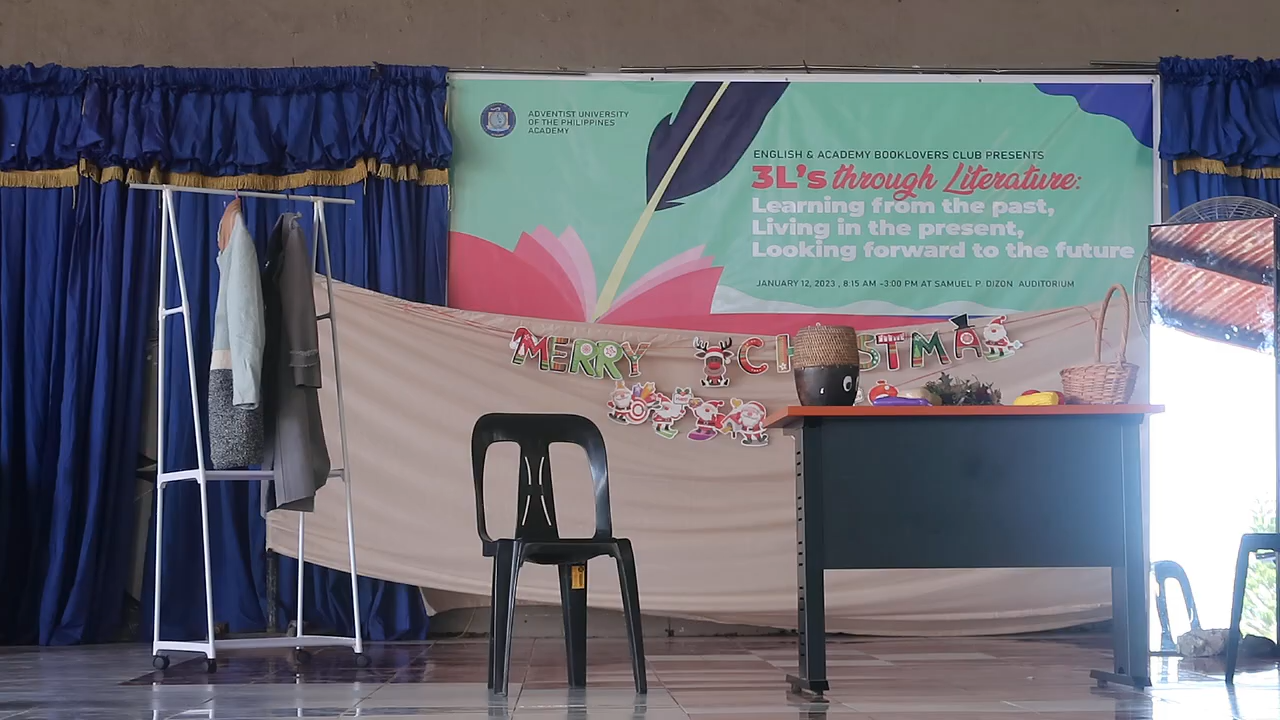 ADVENTIST UNIVERSITY
OF THE PHILIPPINES
ACADEMY
ENGLISH & ACADEMY BOOKLOVERS CLUB PRESENTS
3L's through Literature:
Learning from the past,
Living in the present,
Looking forward to the future
JANUARY 12, 2023 , 8:15 AM -3:00 PM AT SAMUEL P. DIZON AUDITORIUM
MERRY CH STMAS